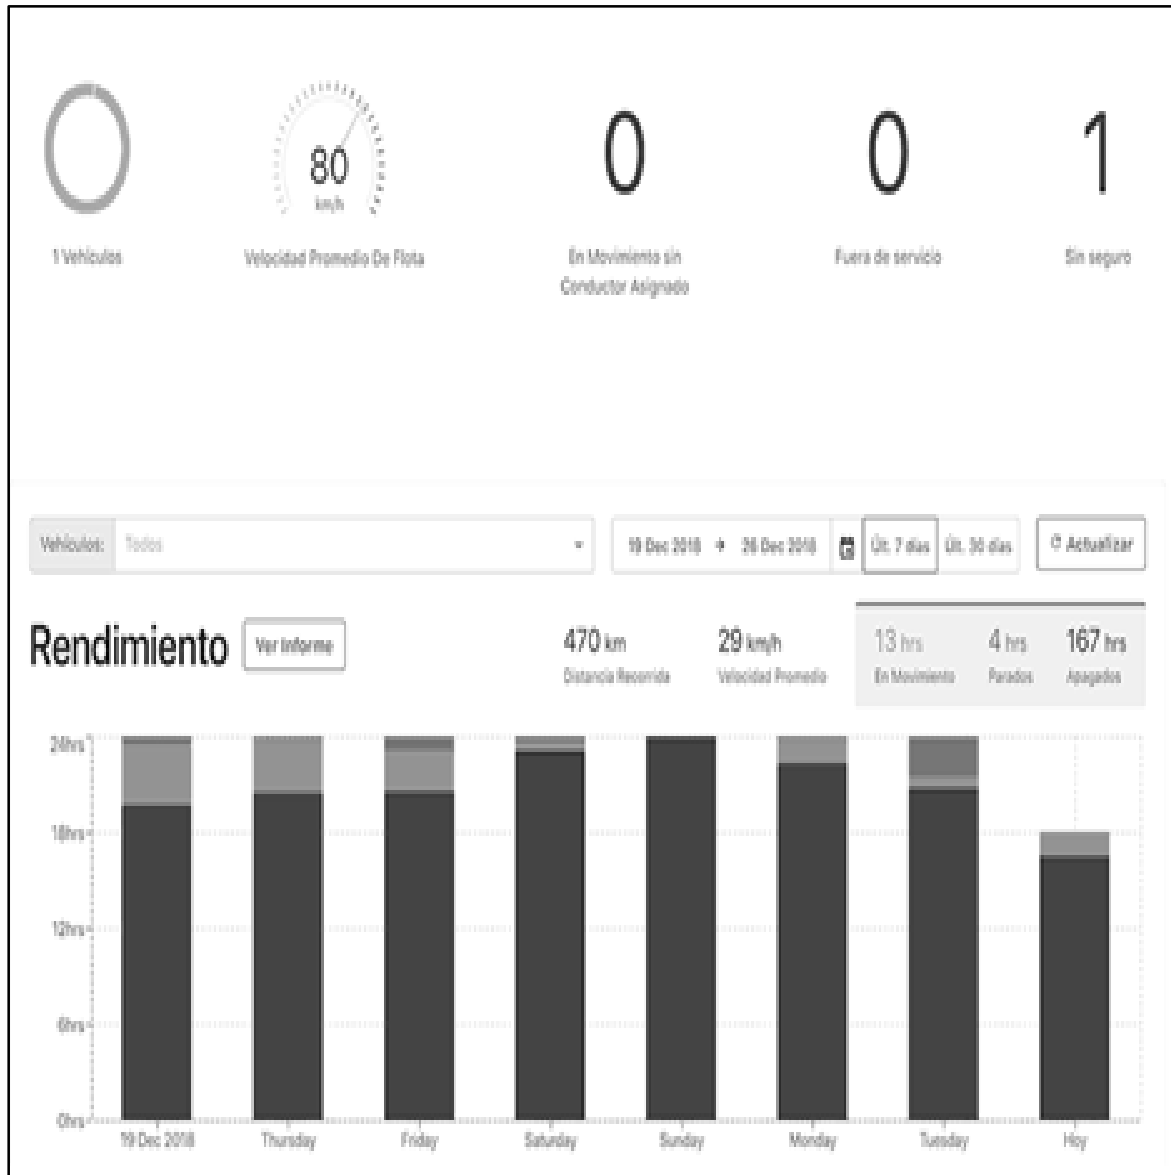 80
km/h
0
0
1
1 Vehículos
Velocidad Promedio De Flota
En Movimiento sin
Conductor Asignado
Fuera de servicio
Sin seguro
Vehículos:
Todos
19 Dec 2018 → 26 Dec 2018
Últ. 7 días
Últ. 30 días
Actualizar
Rendimiento
Ver Informe
470 km
Distancia Recorrida
29 km/h
Velocidad Promedio
13 hrs
En Movimiento
4 hrs
Parados
167 hrs
Apagados
24hrs
18hrs
12hrs
6hrs
0hrs
19 Dec 2018
Thursday
Friday
Saturday
Sunday
Monday
Tuesday
Hoy